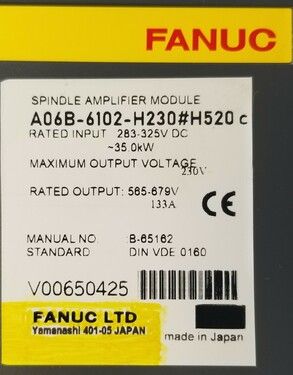 FANUC
SPINDLE AMPLIFIER MODULE
A06B-6102-H230#H520 C
RATED INPUT 283-325V DC
~35.0kW
MAXIMUM OUTPUT VOLTAGE
230V
RATED OUTPUT: 565-679V
133A
CE
MANUAL NO. B-65162
STANDARD DIN VDE 0160
V00650425
FANUC LTD
Yamanashi 401-05 JAPAN
made in Japan